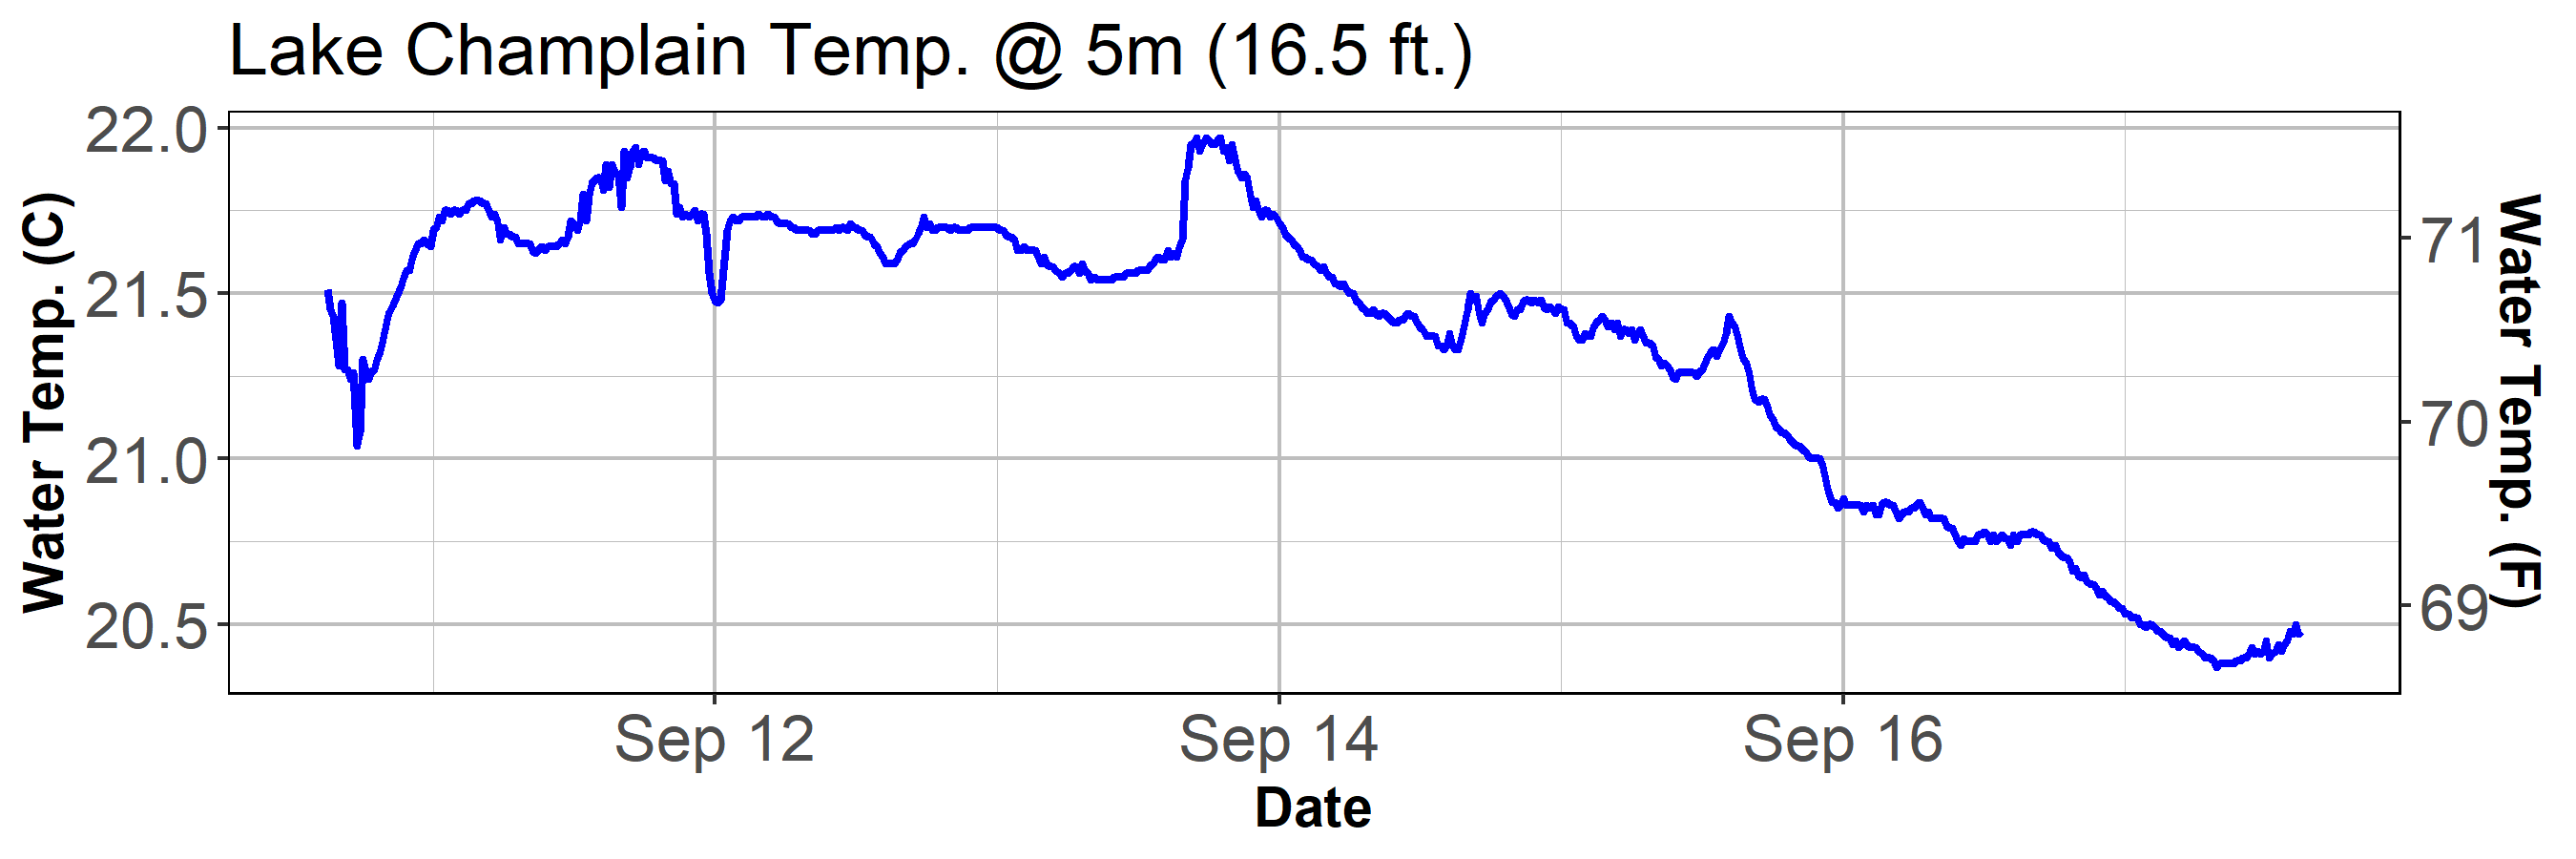 Lake Champlain Temp. @ 5m (16.5 ft.)
Water Temp. (C)
22.0
21.5
21.0
20.5
71
70
69
Water Temp. (F)
Sep 12
Sep 14
Sep 16
Date